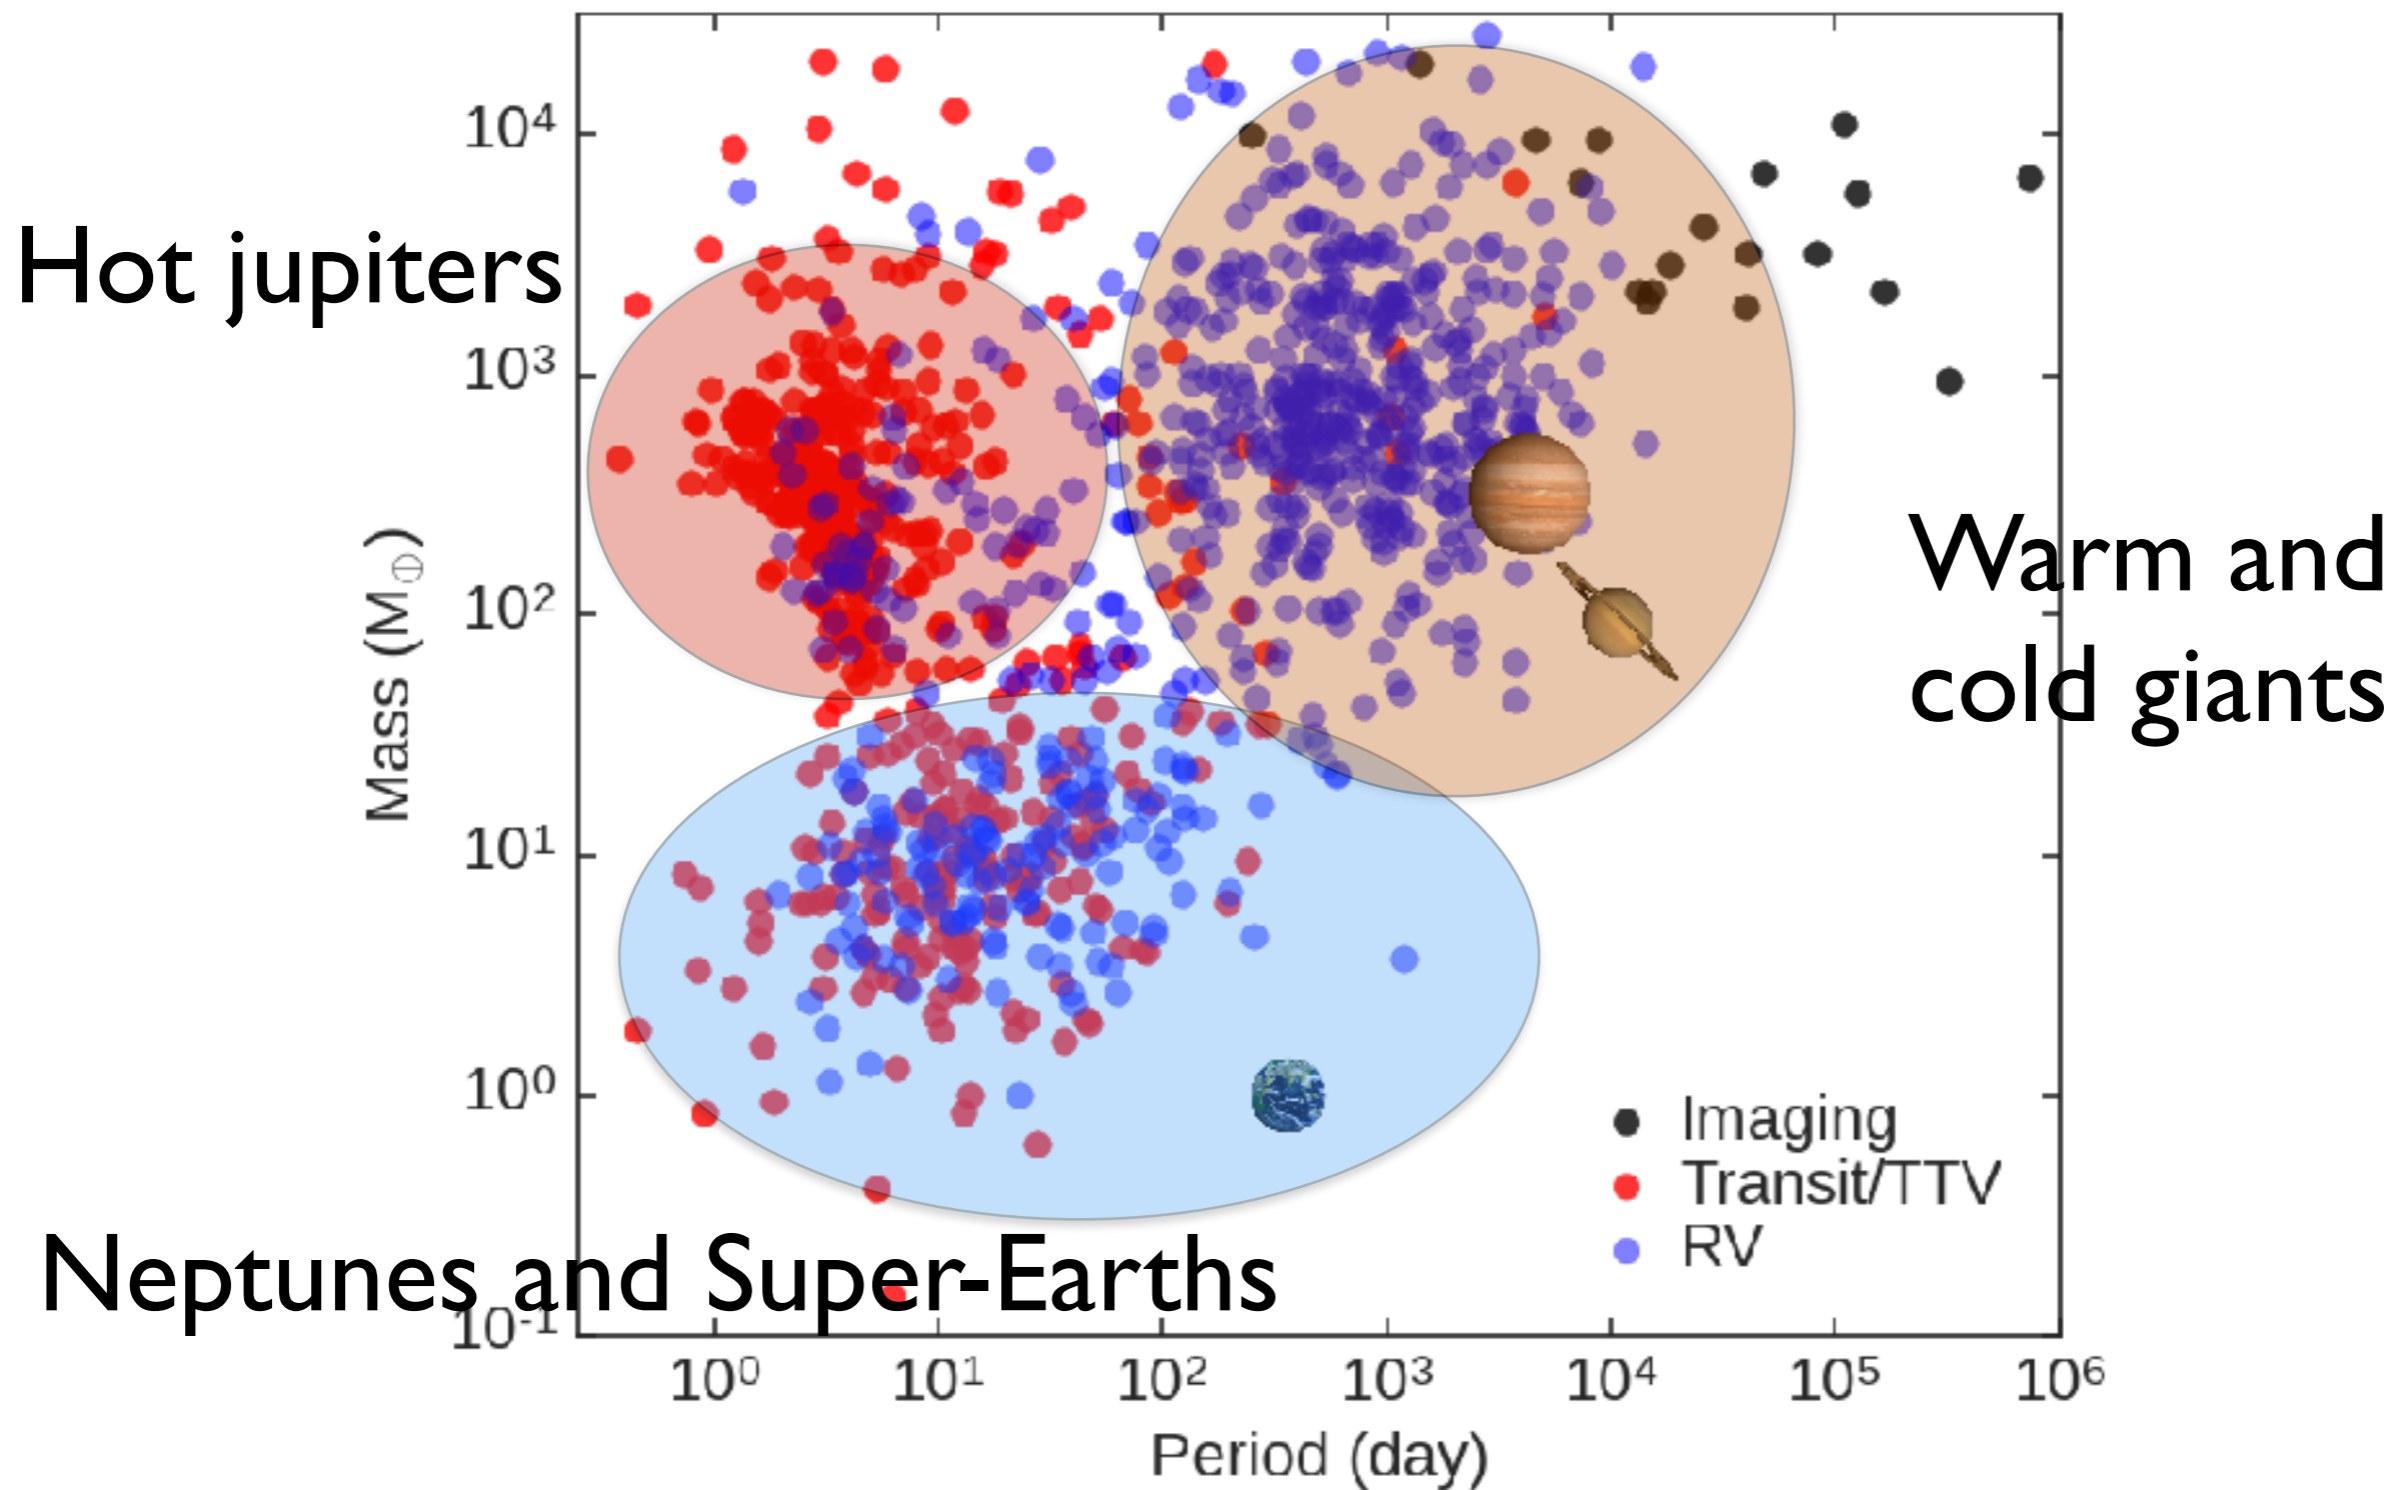 Hot jupiters
Warm and
cold giants
Neptunes and Super-Earths
Mass (M⊕)
10⁴
10³
10²
10¹
10⁰
10⁻¹
Imaging
Transit/TTV
RV
10⁰ 10¹ 10² 10³ 10⁴ 10⁵ 10⁶
Period (day)